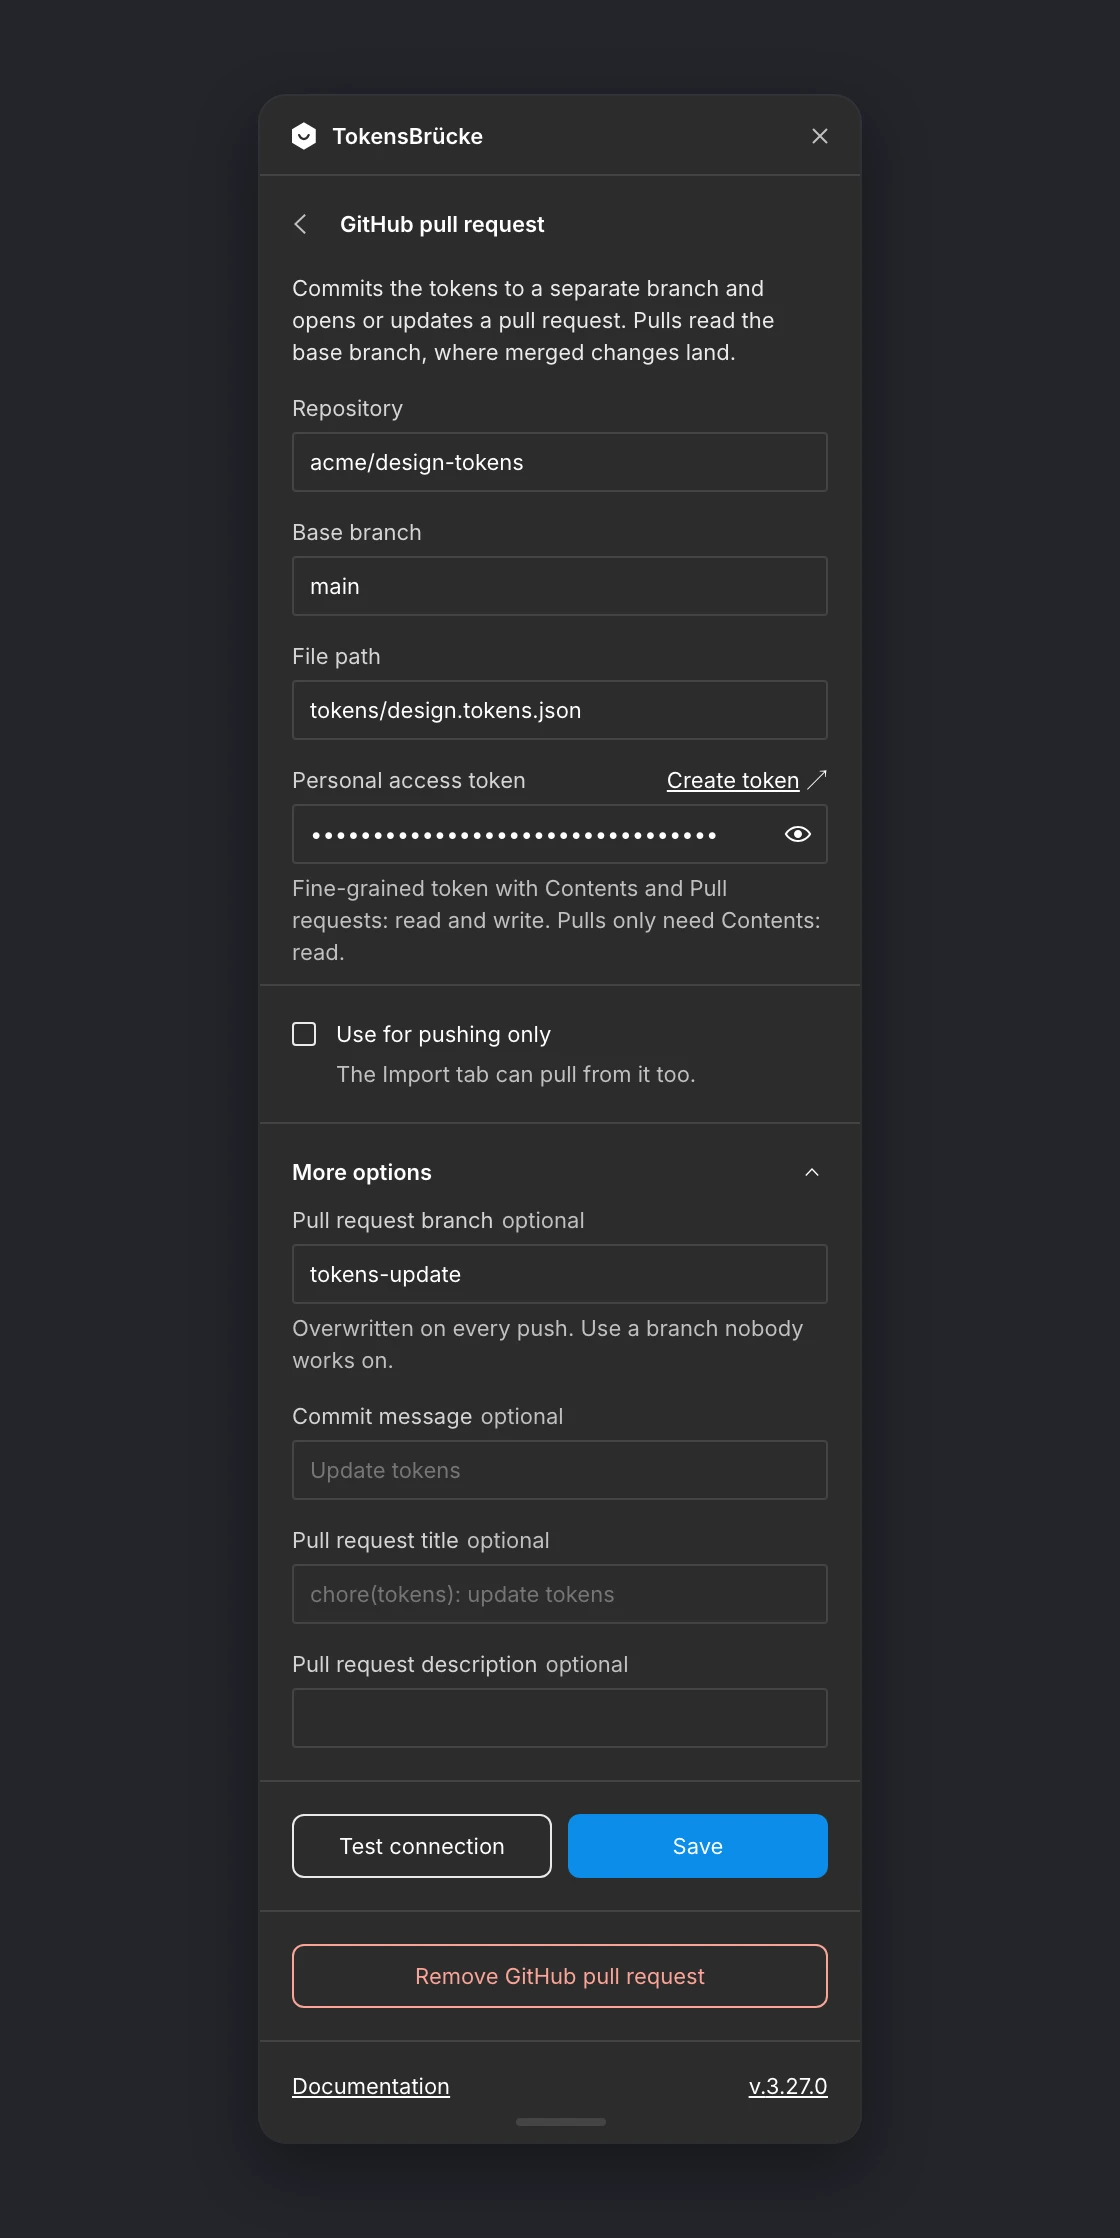 TokensBrücke
GitHub pull request
Commits the tokens to a separate branch and
opens or updates a pull request. Pulls read the
base branch, where merged changes land.
Repository
acme/design-tokens
Base branch
main
File path
tokens/design.tokens.json
Personal access token Create token
•••••••••••••••••••••••••••••••••
Fine-grained token with Contents and Pull
requests: read and write. Pulls only need Contents:
read.
Use for pushing only
The Import tab can pull from it too.
More options
Pull request branch optional
tokens-update
Overwritten on every push. Use a branch nobody
works on.
Commit message optional
Update tokens
Pull request title optional
chore(tokens): update tokens
Pull request description optional
Test connection Save
Remove GitHub pull request
Documentation v.3.27.0